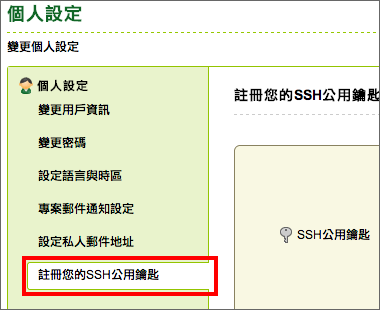 個人設定
變更個人設定
個人設定
變更用戶資訊
變更密碼
設定語言與時區
專案郵件通知設定
設定私人郵件地址
註冊您的SSH公用鑰匙
註冊您的SSH公用鑰匙
SSH公用鑰匙